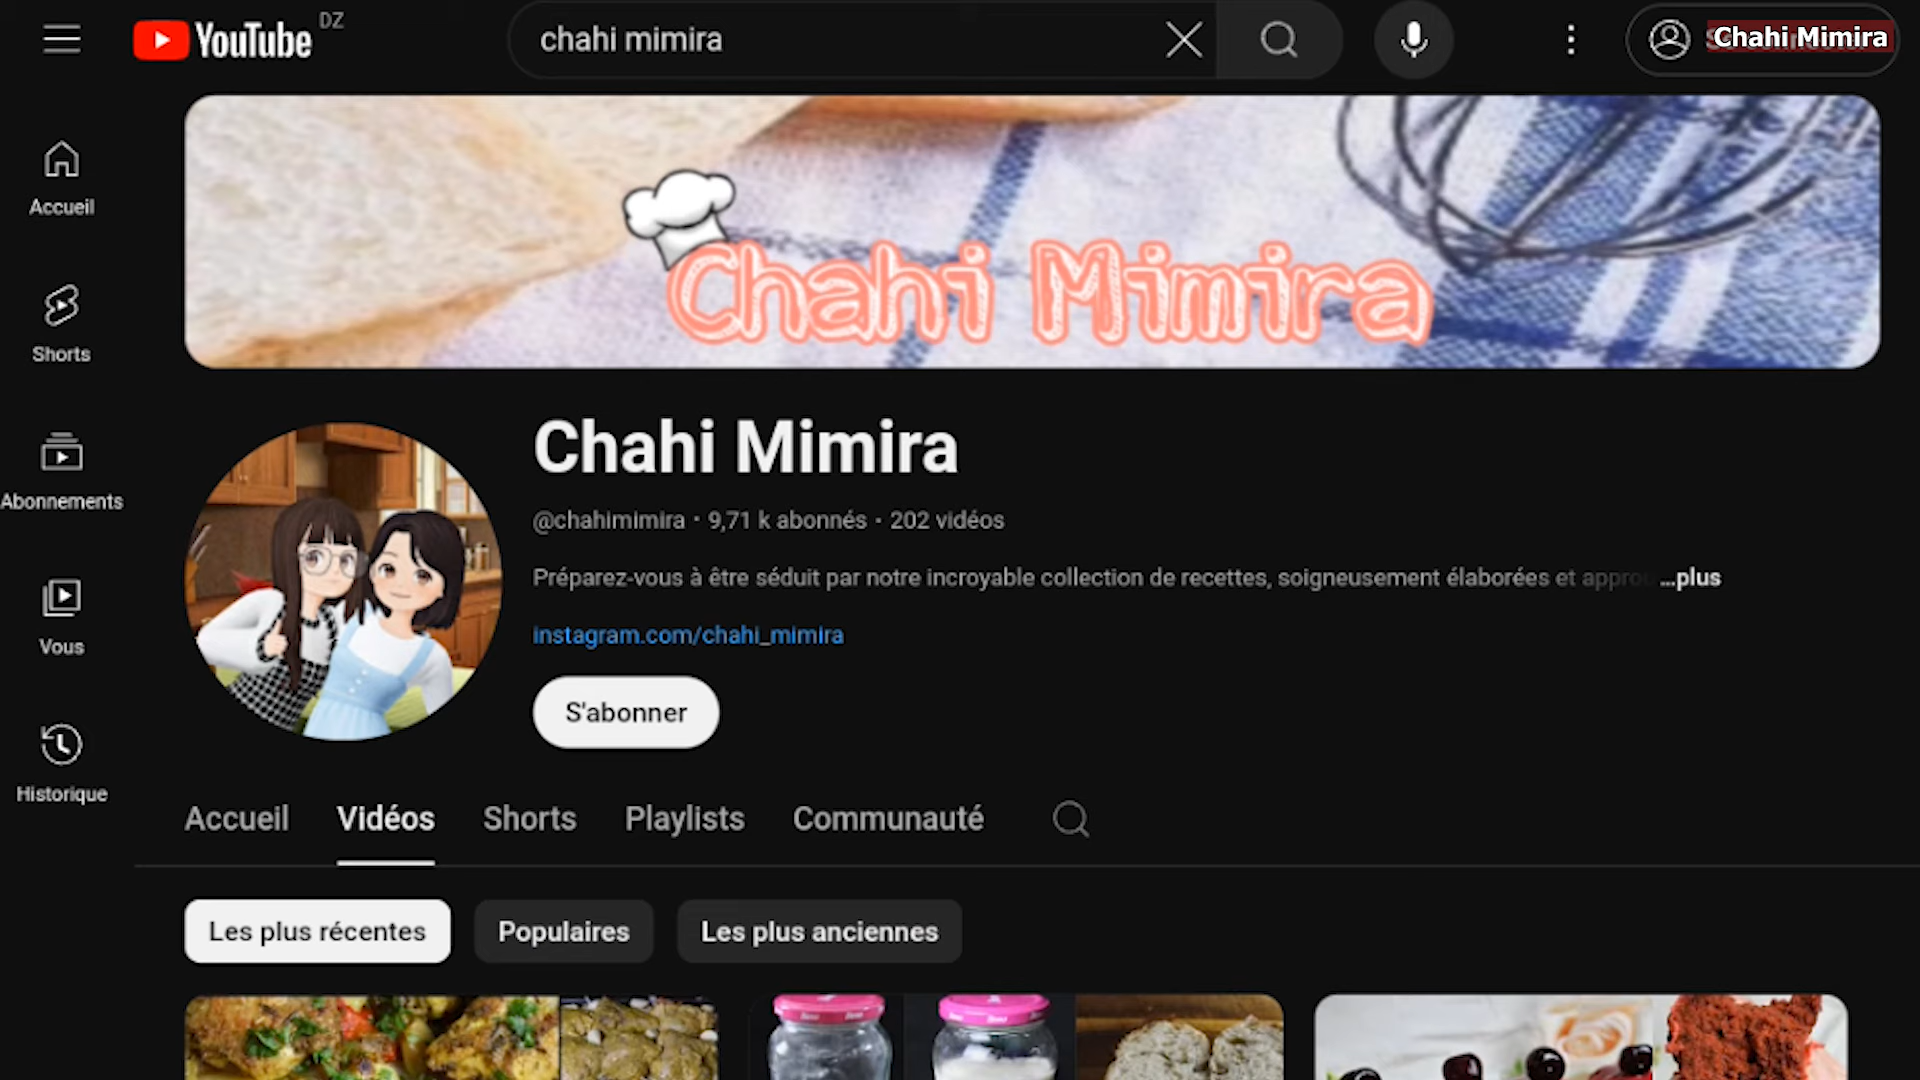 YouTube DZ
chahi mimira
Chahi Mimira
Accueil
Shorts
Abonnements
Vous
Historique
Chahi Mimira
Chahi Mimira
@chahimimira • 9,71 k abonnés • 202 vidéos
Préparez-vous à être séduit par notre incroyable collection de recettes, soigneusement élaborées et ...plus
instagram.com/chahi_mimira
S'abonner
Accueil Vidéos Shorts Playlists Communauté
Les plus récentes Populaires Les plus anciennes